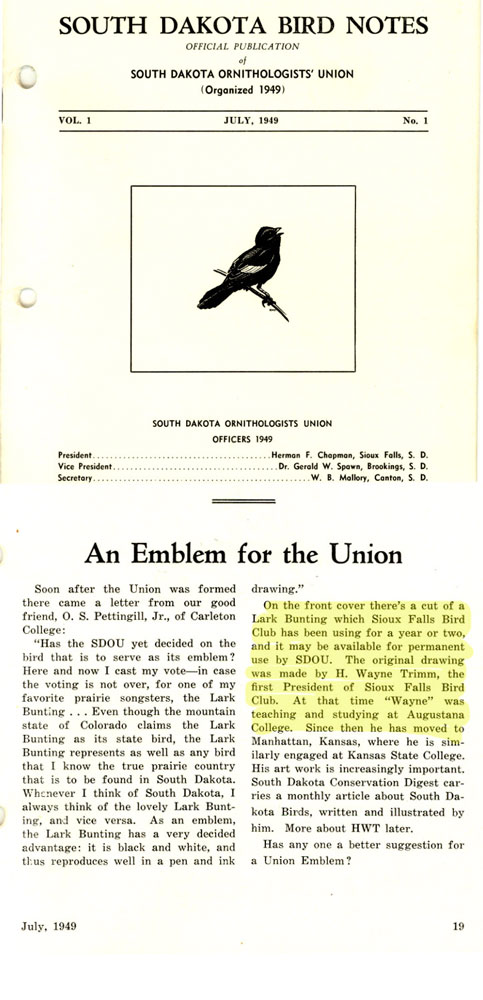 SOUTH DAKOTA BIRD NOTES
OFFICIAL PUBLICATION
of
SOUTH DAKOTA ORNITHOLOGISTS' UNION
(Organized 1949)
VOL. 1 JULY, 1949 No. 1
SOUTH DAKOTA ORNITHOLOGISTS UNION
OFFICERS 1949
President........................................Herman F. Chapman, Sioux Falls, S. D.
Vice President.....................................Dr. Gerald W. Spawn, Brookings, S. D.
Secretary.................................................W. B. Mallory, Canton, S. D.
An Emblem for the Union
Soon after the Union was formed
there came a letter from our good
friend, O. S. Pettingill, Jr., of Carleton
College:
"Has the SDOU yet decided on the
bird that is to serve as its emblem?
Here and now I cast my vote—in case
the voting is not over, for one of my
favorite prairie songsters, the Lark
Bunting . . . Even though the mountain
state of Colorado claims the Lark
Bunting as its state bird, the Lark
Bunting represents as well as any bird
that I know the true prairie country
that is to be found in South Dakota.
Whenever I think of South Dakota, I
always think of the lovely Lark Bunt-
ing, and vice versa. As an emblem,
the Lark Bunting has a very decided
advantage: it is black and white, and
thus reproduces well in a pen and ink
drawing."
On the front cover there's a cut of a
Lark Bunting which Sioux Falls Bird
Club has been using for a year or two,
and it may be available for permanent
use by SDOU. The original drawing
was made by H. Wayne Trimm, the
first President of Sioux Falls Bird
Club. At that time "Wayne" was
teaching and studying at Augustana
College. Since then he has moved to
Manhattan, Kansas, where he is sim-
ilarly engaged at Kansas State College.
His art work is increasingly important.
South Dakota Conservation Digest car-
ries a monthly article about South Da-
kota Birds, written and illustrated by
him. More about HWT later.
Has any one a better suggestion for
a Union Emblem?
July, 1949 19